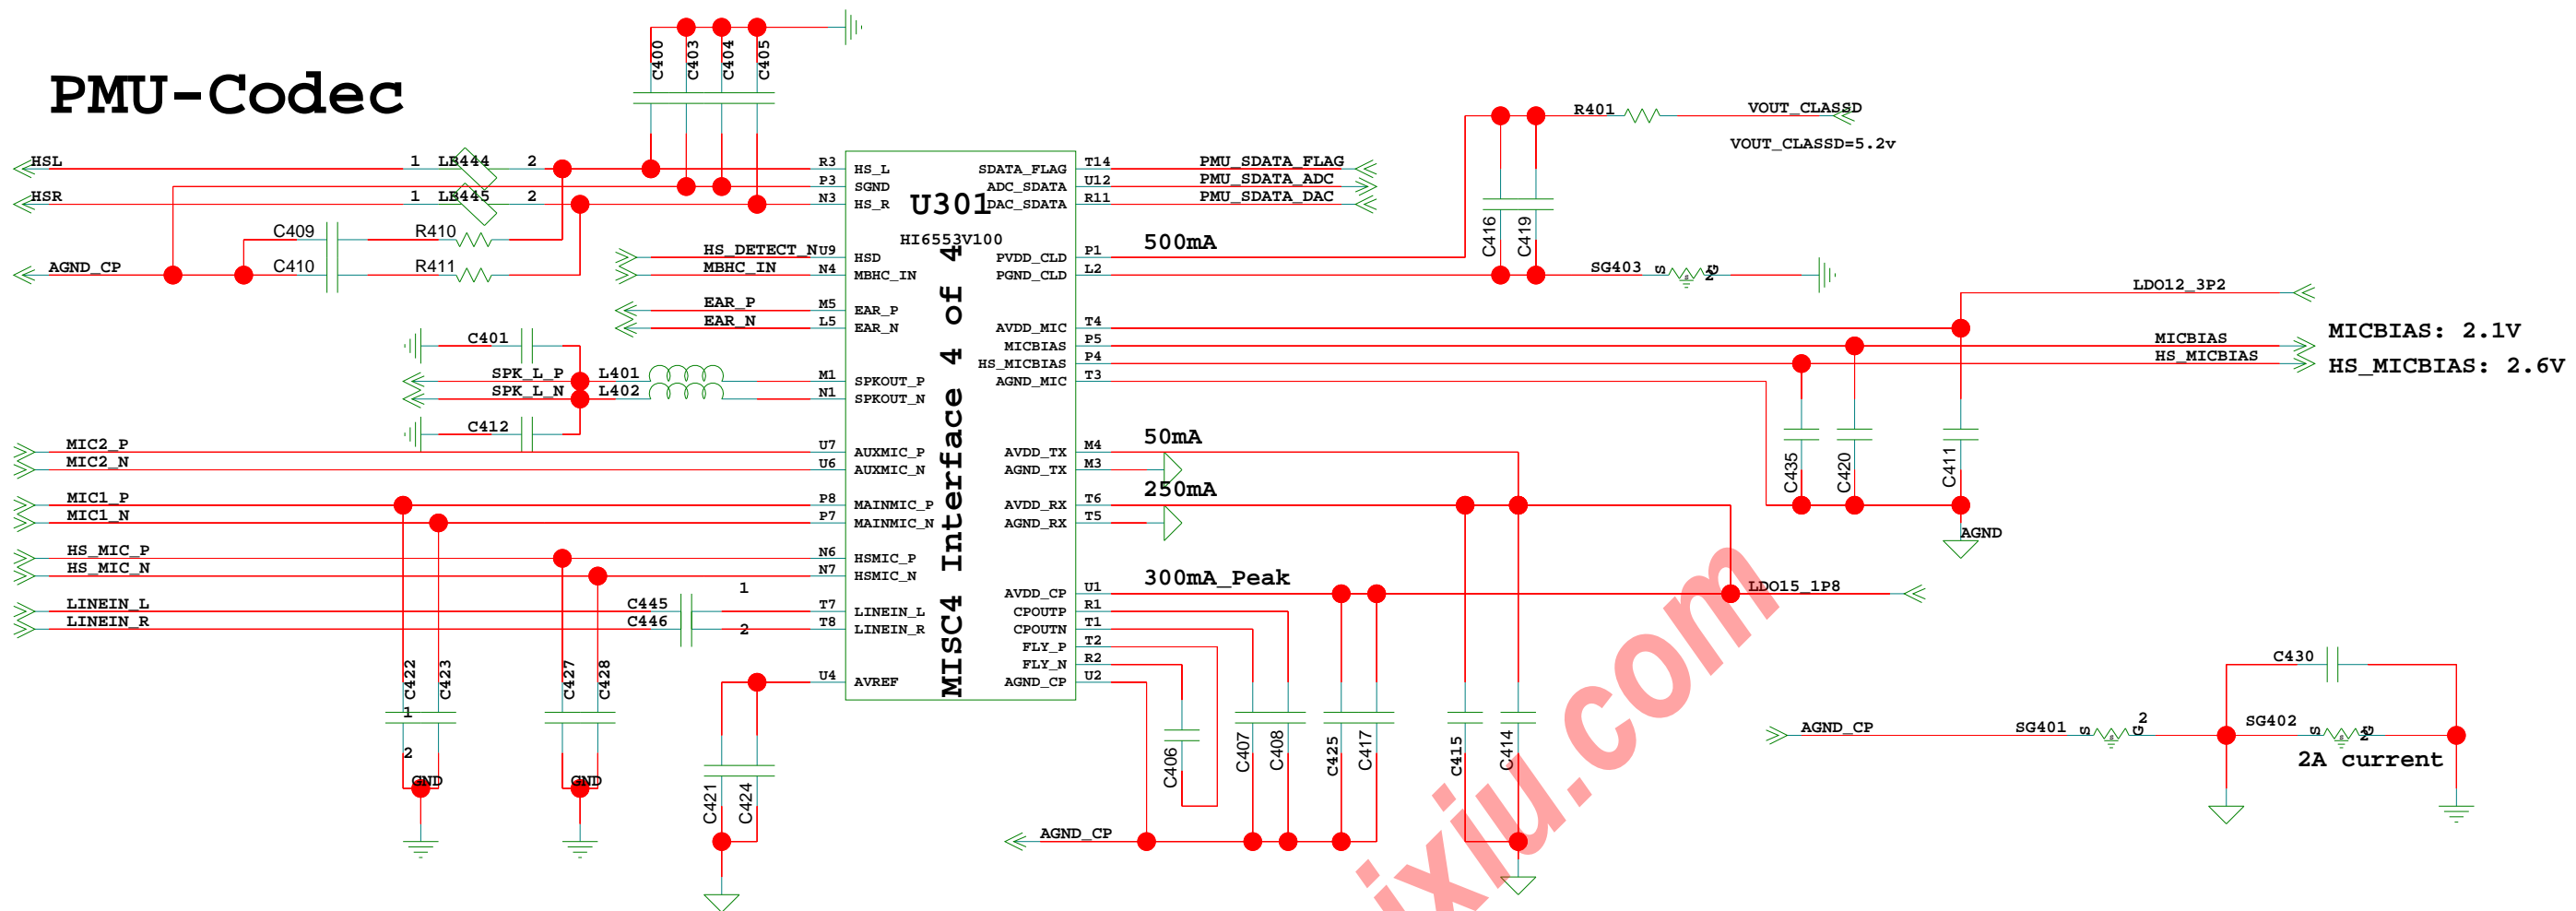 PMU-Codec
C400
C403
C404
C405
HSL
1
LB444
2
HSR
1
LB445
2
C409
R410
AGND_CP
C410
R411
HS_DETECT_N
MBHC_IN
EAR_P
EAR_N
C401
SPK_L_P
L401
SPK_L_N
L402
C412
MIC2_P
MIC2_N
MIC1_P
MIC1_N
HS_MIC_P
HS_MIC_N
LINEIN_L
C445
1
LINEIN_R
C446
2
C422
C423
1
2
GND
C427
C428
GND
C421
C424
R3 HS_L
P3 SGND
N3 HS_R
U9 HSD
N4 MBHC_IN
M5 EAR_P
L5 EAR_N
M1 SPKOUT_P
N1 SPKOUT_N
U7 AUXMIC_P
U6 AUXMIC_N
P8 MAINMIC_P
P7 MAINMIC_N
N6 HSMIC_P
N7 HSMIC_N
T7 LINEIN_L
T8 LINEIN_R
U4 AVREF
U301
HI6553V100
MISC4 Interface 4 of 4
SDATA_FLAG T14 PMU_SDATA_FLAG
ADC_SDATA U12 PMU_SDATA_ADC
DAC_SDATA R11 PMU_SDATA_DAC
PVDD_CLD P1 500mA
PGND_CLD L2
AVDD_MIC T4
MICBIAS P5
HS_MICBIAS P4
AGND_MIC T3
AVDD_TX M4 50mA
AGND_TX M3
AVDD_RX T6 250mA
AGND_RX T5
AVDD_CP U1 300mA_Peak
CPOUTP R1
CPOUTN T1
FLY_P T2
FLY_N R2
AGND_CP U2
R401
VOUT_CLASSD
VOUT_CLASSD=5.2v
C416
C419
SG403
S
G
2
LDO12_3P2
MICBIAS
MICBIAS: 2.1V
HS_MICBIAS
HS_MICBIAS: 2.6V
C435
C420
C411
AGND
LDO15_1P8
C406
C407
C408
C425
C417
C415
C414
AGND_CP
C430
AGND_CP
SG401
S
G
2
SG402
S
G
2
2A current
ixiu.com